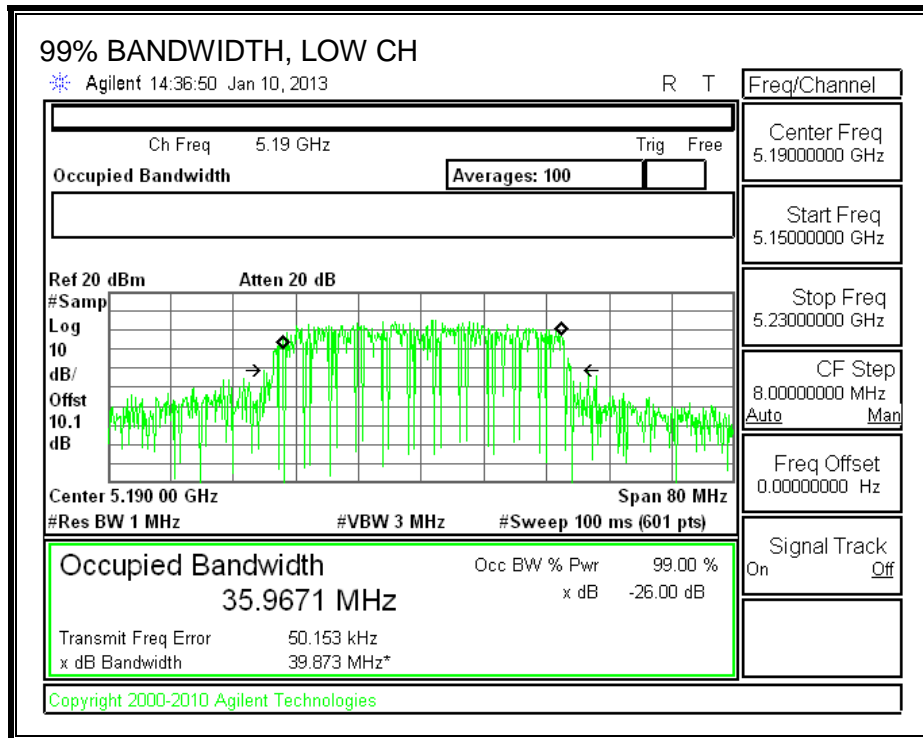 99% BANDWIDTH, LOW CH
Agilent 14:36:50 Jan 10, 2013 R T
Freq/Channel
Ch Freq 5.19 GHz Trig Free
Occupied Bandwidth Averages: 100
Center Freq
5.19000000 GHz
Start Freq
5.15000000 GHz
Stop Freq
5.23000000 GHz
CF Step
8.00000000 MHz
Auto Man
Freq Offset
0.00000000 Hz
Signal Track
On Off
Ref 20 dBm Atten 20 dB
#Samp
Log
10
dB/
Offst
10.1
dB
Center 5.190 00 GHz Span 80 MHz
#Res BW 1 MHz #VBW 3 MHz #Sweep 100 ms (601 pts)
Occupied Bandwidth Occ BW % Pwr 99.00 %
35.9671 MHz x dB -26.00 dB
Transmit Freq Error 50.153 kHz
x dB Bandwidth 39.873 MHz*
Copyright 2000-2010 Agilent Technologies